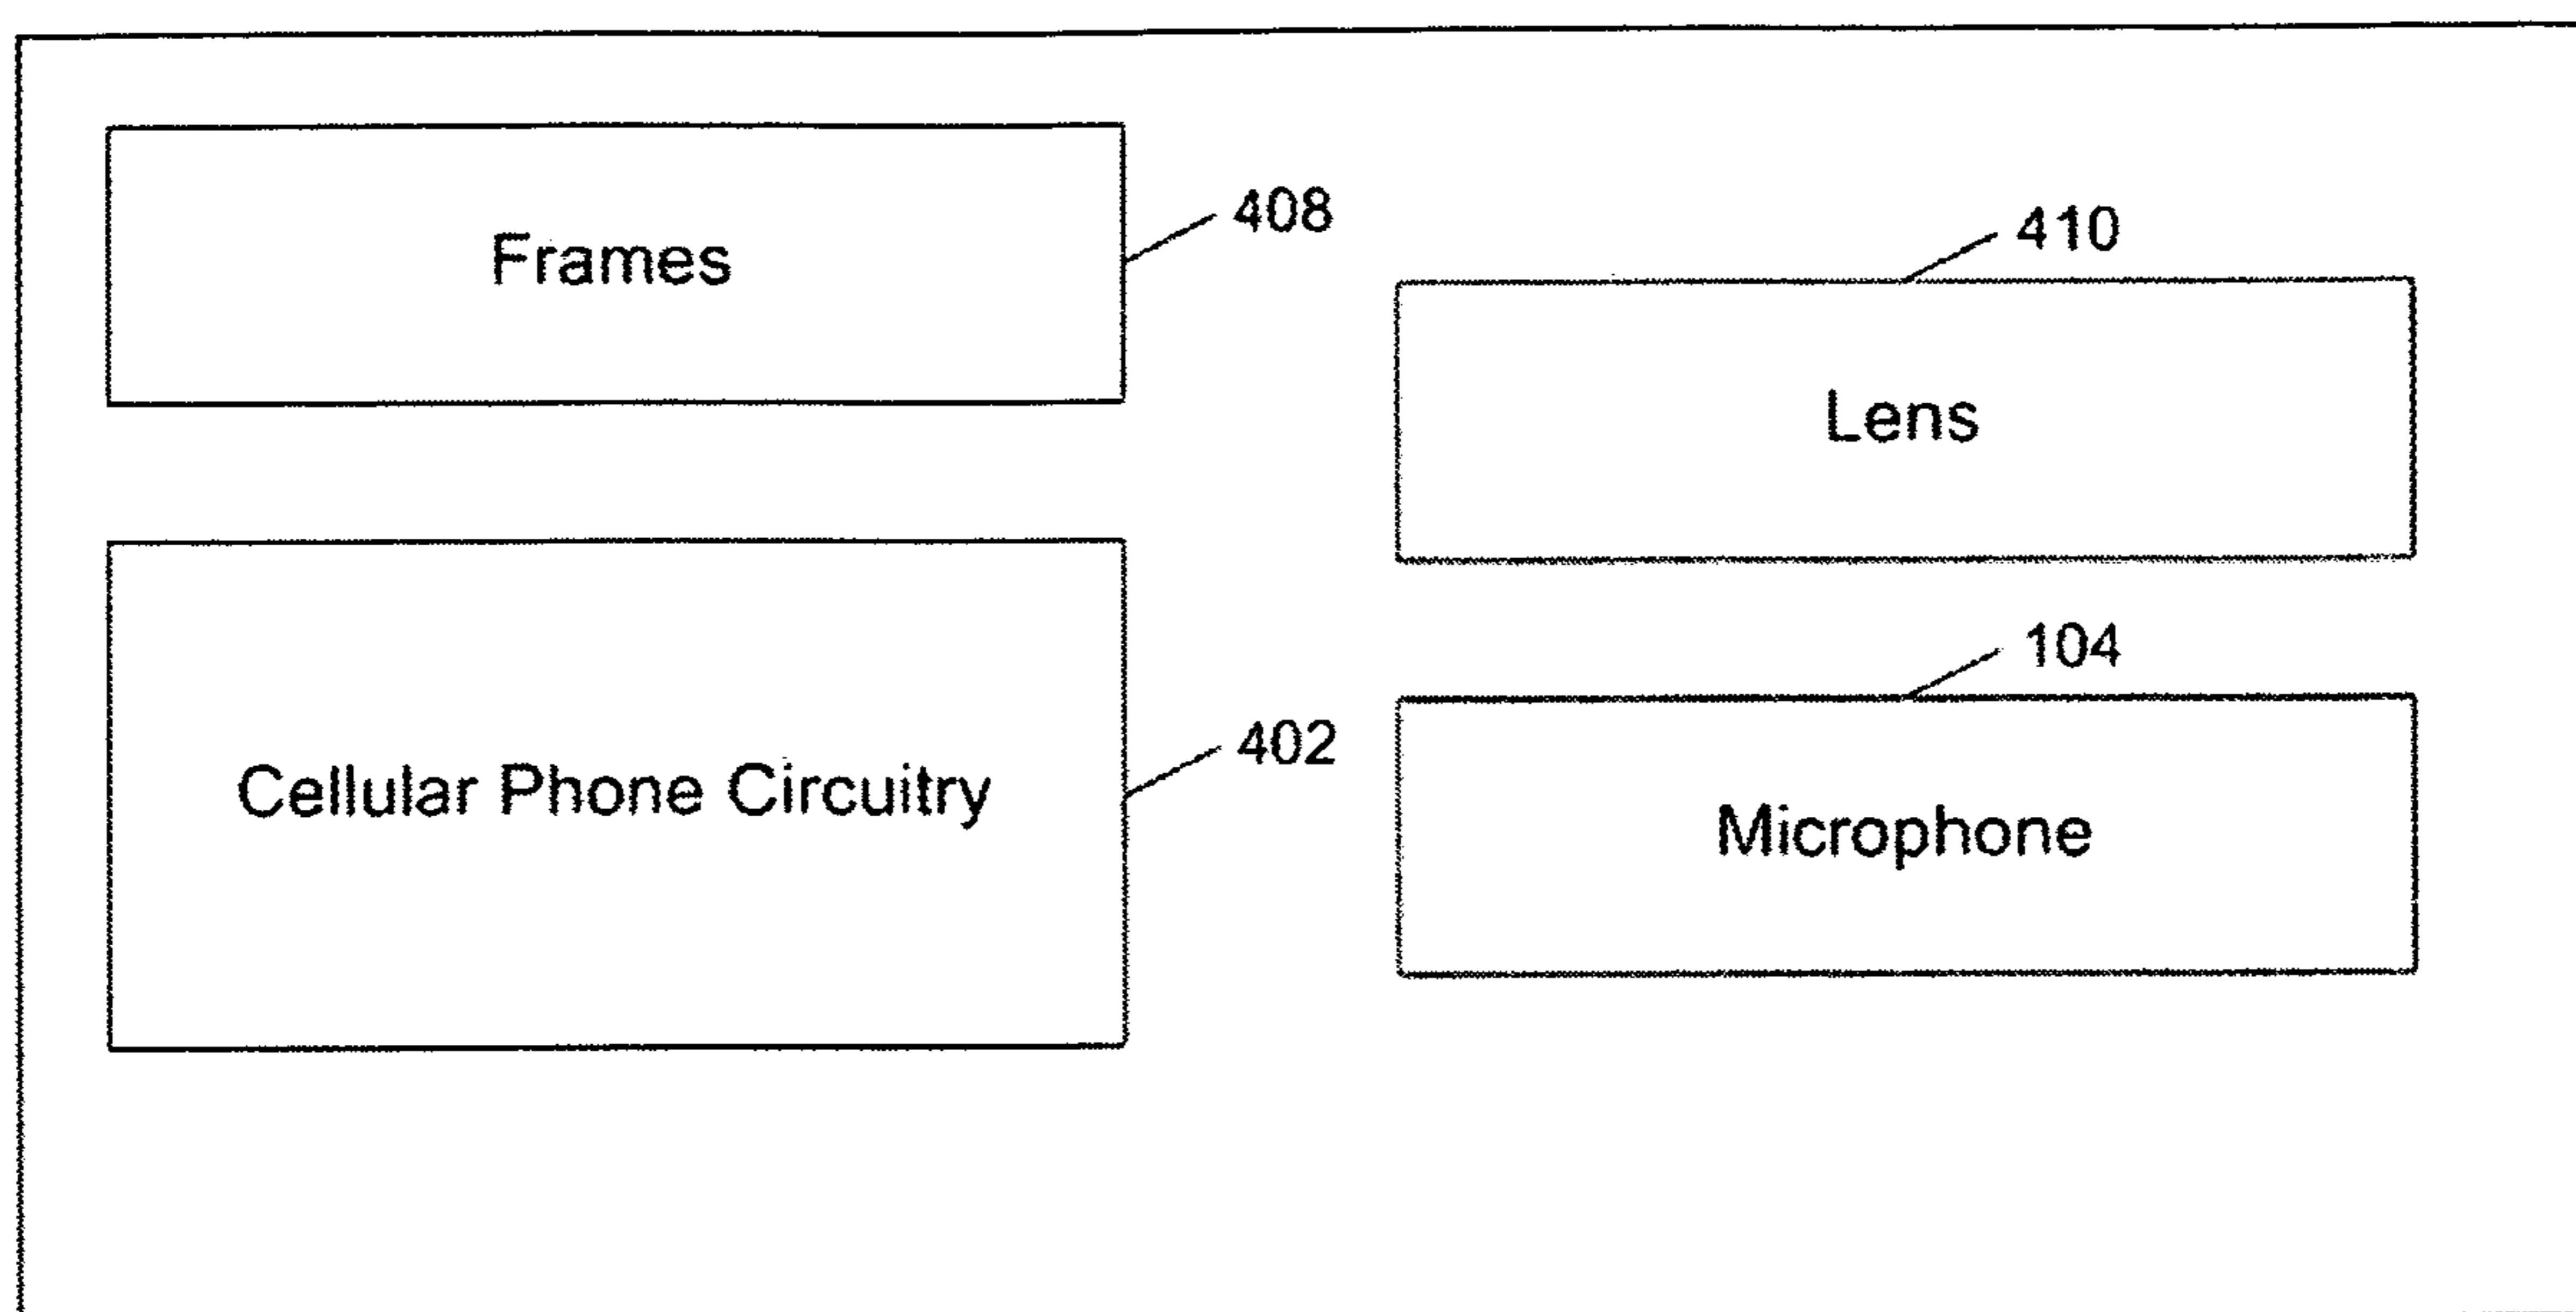 Frames
408
410
Lens
Cellular Phone Circuitry
402
104
Microphone